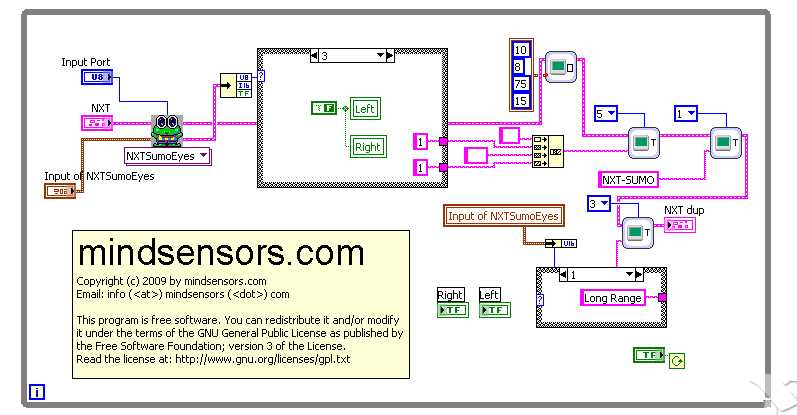 Input Port
U8
NXT
NXTSumoEyes
Input of NXTSumoEyes
U8
I16
TF
3
T F
Left
Right
1
1
10
8
75
15
5
1
T
T
NXT-SUMO
3
NXT dup
T
Input of NXTSumoEyes
U16
1
Long Range
Right
Left
TF
TF
TF
mindsensors.com
Copyright (c) 2009 by mindsensors.com
Email: info (<at>) mindsensors (<dot>) com
This program is free software. You can redistribute it and/or modify
it under the terms of the GNU General Public License as published by
the Free Software Foundation; version 3 of the License.
Read the license at: http://www.gnu.org/licenses/gpl.txt
i